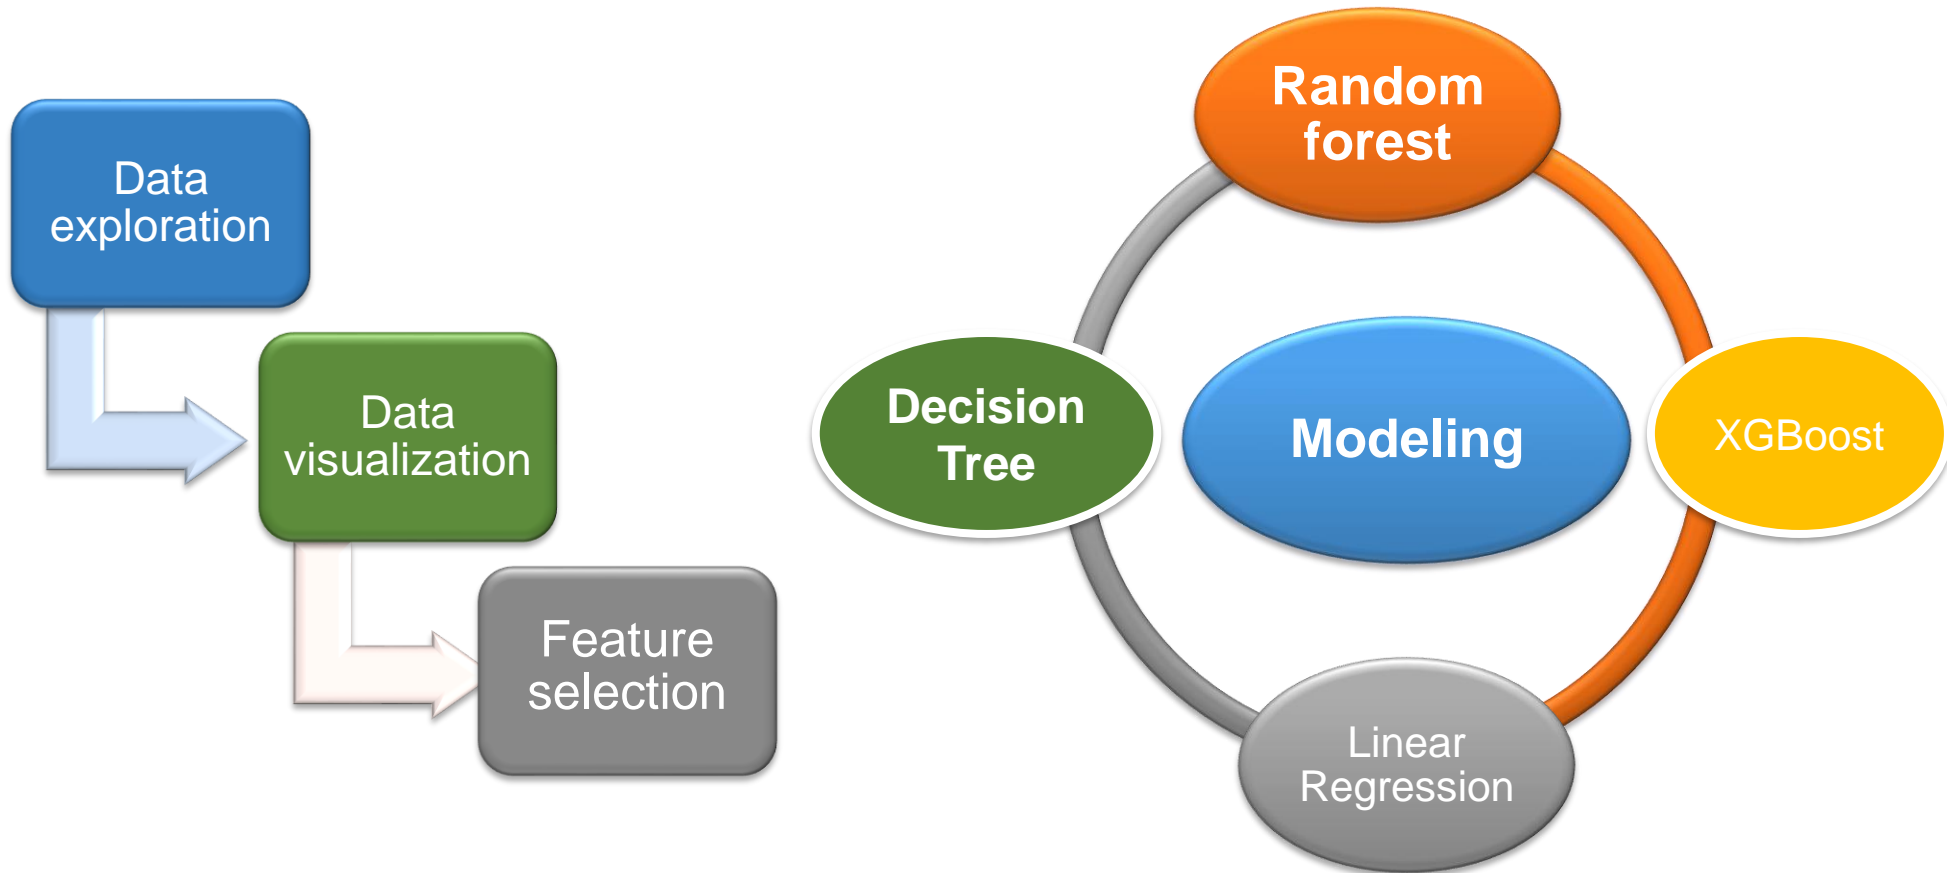 Data
exploration
Data
visualization
Feature
selection
Random
forest
Decision
Tree
Modeling
XGBoost
Linear
Regression